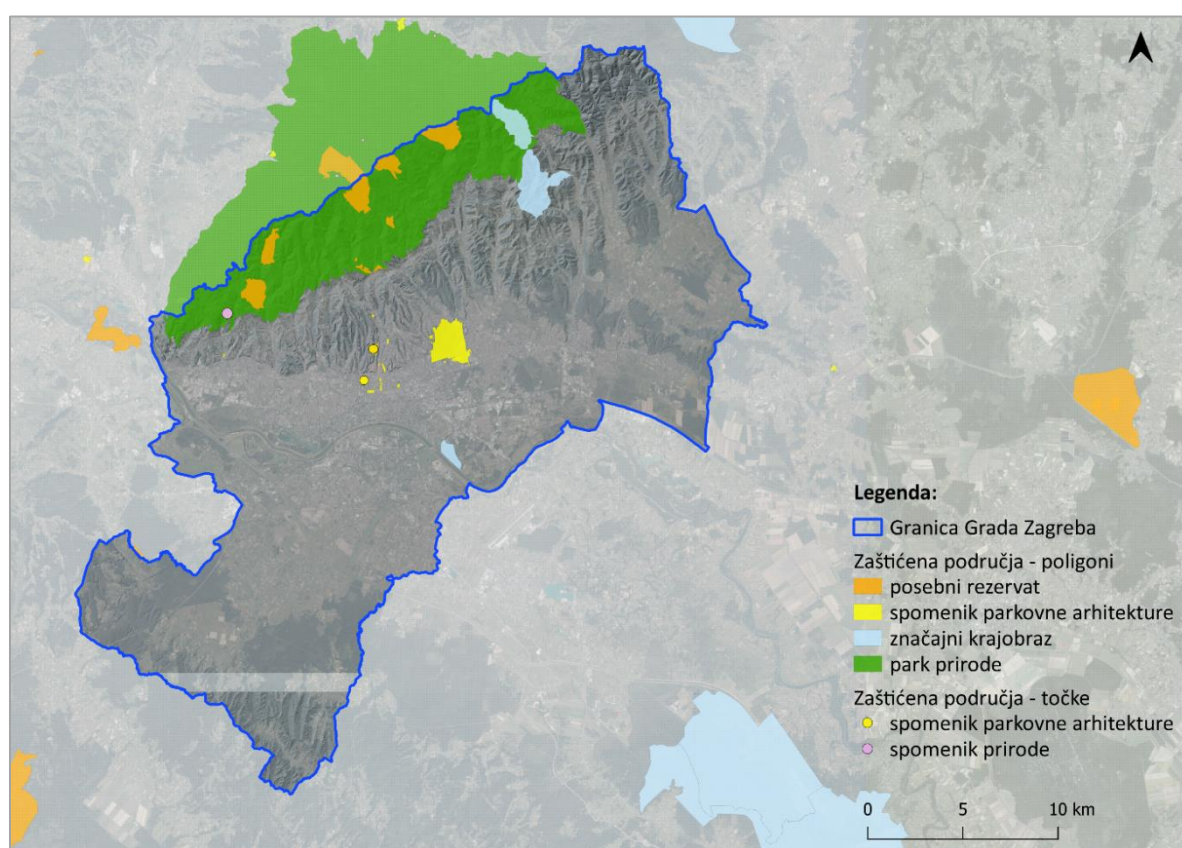 Legenda:
Granica Grada Zagreba
Zaštićena područja - poligoni
posebni rezervat
spomenik parkovne arhitekture
značajni krajobraz
park prirode
Zaštićena područja - točke
spomenik parkovne arhitekture
spomenik prirode
0 5 10 km